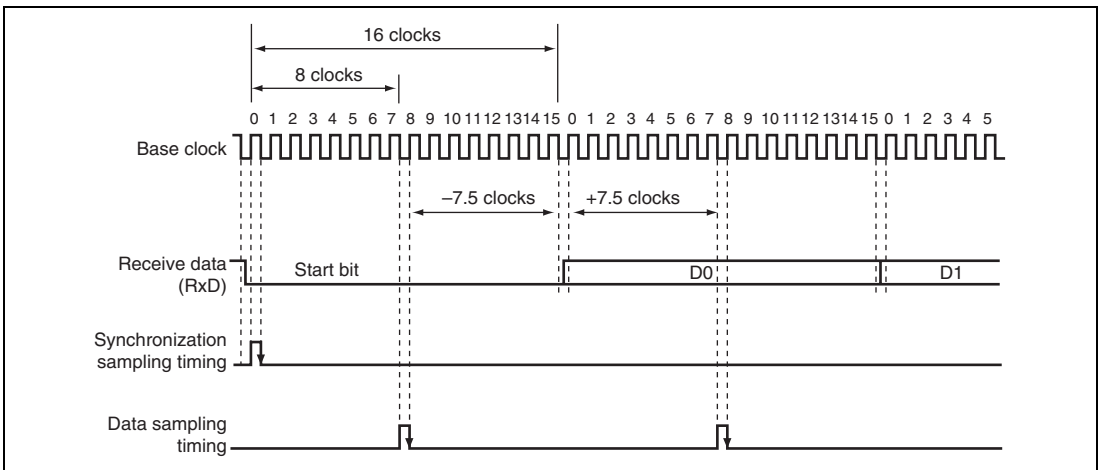 16 clocks
8 clocks
0 1 2 3 4 5 6 7 8 9 10 11 12 13 14 15 0 1 2 3 4 5 6 7 8 9 10 11 12 13 14 15 0 1 2 3 4 5
Base clock
–7.5 clocks +7.5 clocks
Receive data
(RxD)
Start bit D0 D1
Synchronization
sampling timing
Data sampling
timing